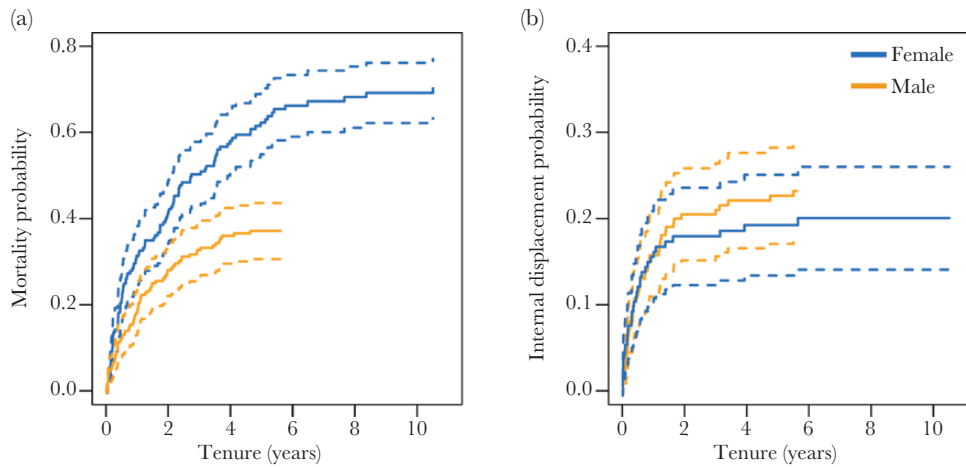 (a)
(b)
0.8
0.6
0.4
0.2
0.0
Mortality probability
0 2 4 6 8 10
Tenure (years)
0.4
0.3
0.2
0.1
0.0
Internal displacement probability
Female
Male
0 2 4 6 8 10
Tenure (years)